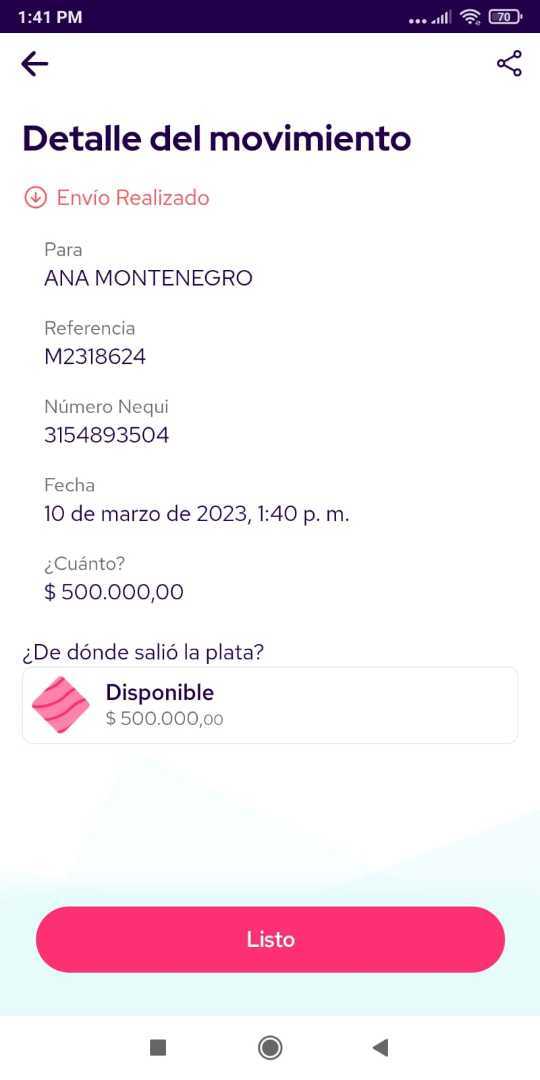 1:41 PM
70
Detalle del movimiento
Envío Realizado
Para
ANA MONTENEGRO
Referencia
M2318624
Número Nequi
3154893504
Fecha
10 de marzo de 2023, 1:40 p. m.
¿Cuánto?
$ 500.000,00
¿De dónde salió la plata?
Disponible
$ 500.000,00
Listo